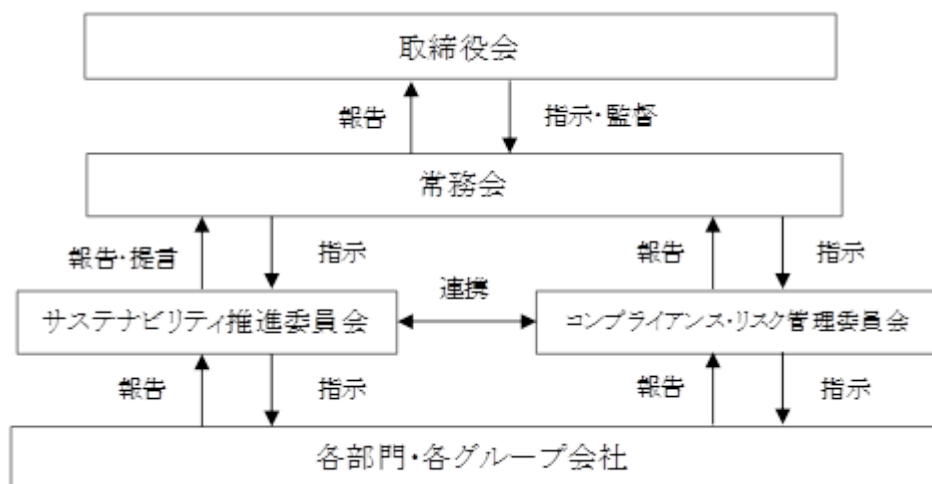 取締役会
報告
指示・監督
常務会
報告・提言
指示
報告
指示
連携
サステナビリティ推進委員会
コンプライアンス・リスク管理委員会
報告
指示
報告
指示
各部門・各グループ会社